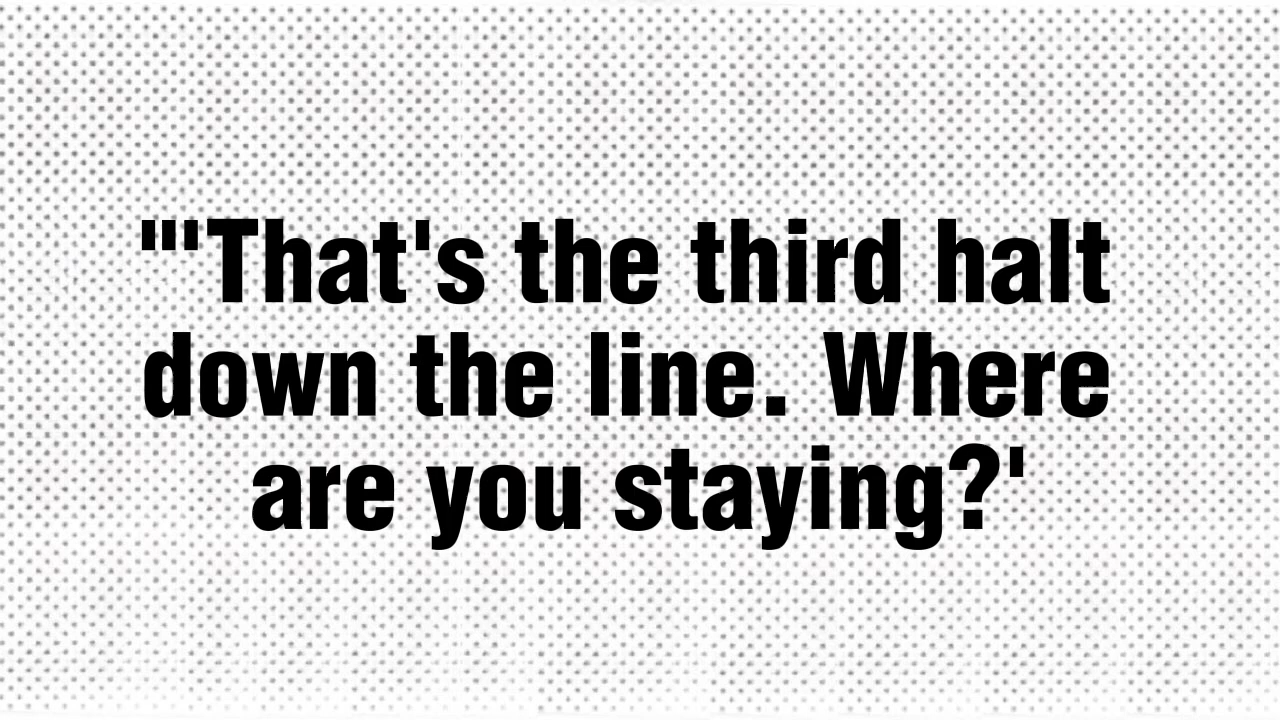 "'That's the third halt
down the line. Where
are you staying?'